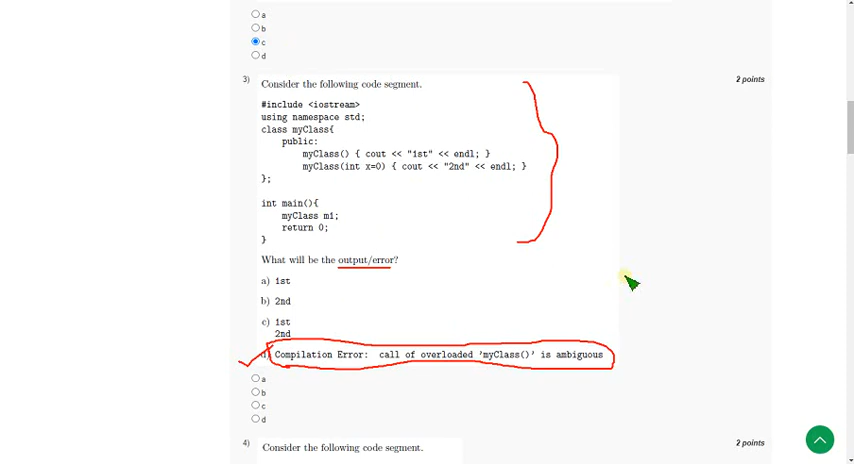 a
b
c
d
3) Consider the following code segment. 2 points
#include <iostream>
using namespace std;
class myClass{
public:
myClass() { cout << "1st" << endl; }
myClass(int x=0) { cout << "2nd" << endl; }
};
int main(){
myClass m1;
return 0;
}
What will be the output/error?
a) 1st
b) 2nd
c) 1st
2nd
d) Compilation Error: call of overloaded 'myClass()' is ambiguous
a
b
c
d
4) Consider the following code segment. 2 points